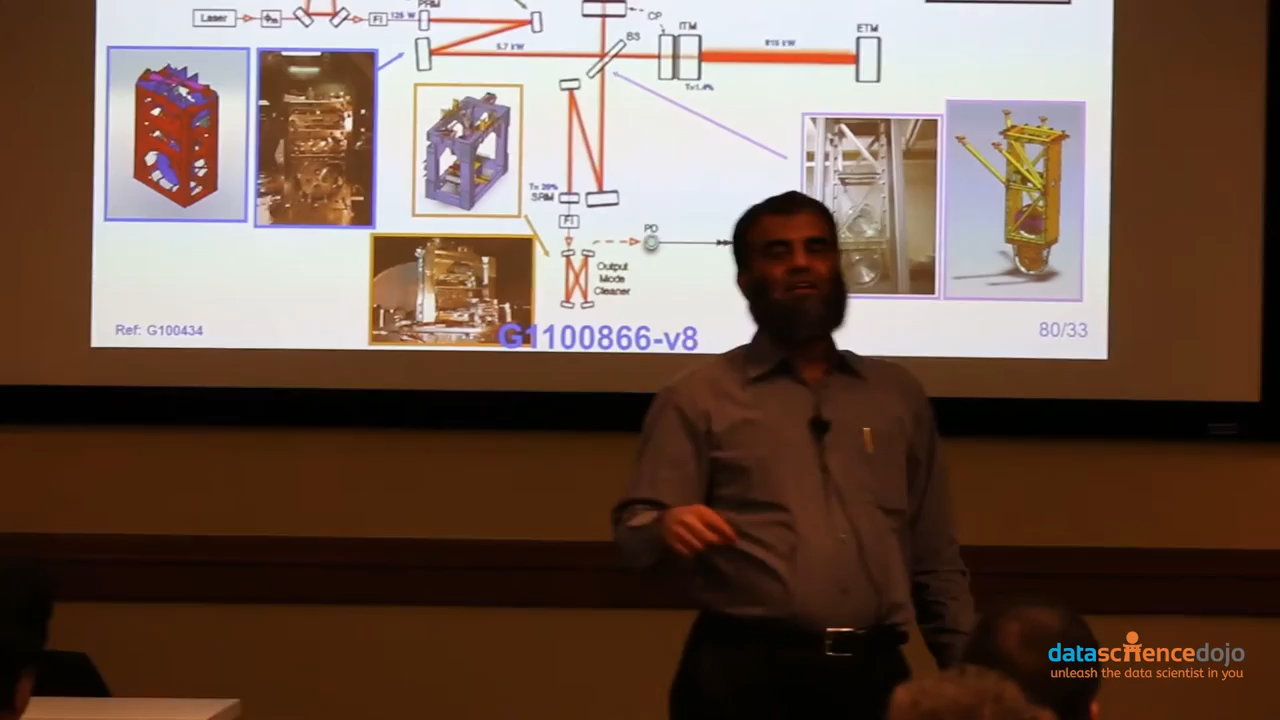 PRM
Laser
ϕm
FI
125 W
CP
ITM
ETM
BS
5.7 kW
815 kW
T=1.4%
T= 20%
SRM
FI
PD
Output
Mode
Cleaner
Ref: G100434
G1100866-v8
80/33
datasciencedojo
unleash the data scientist in you